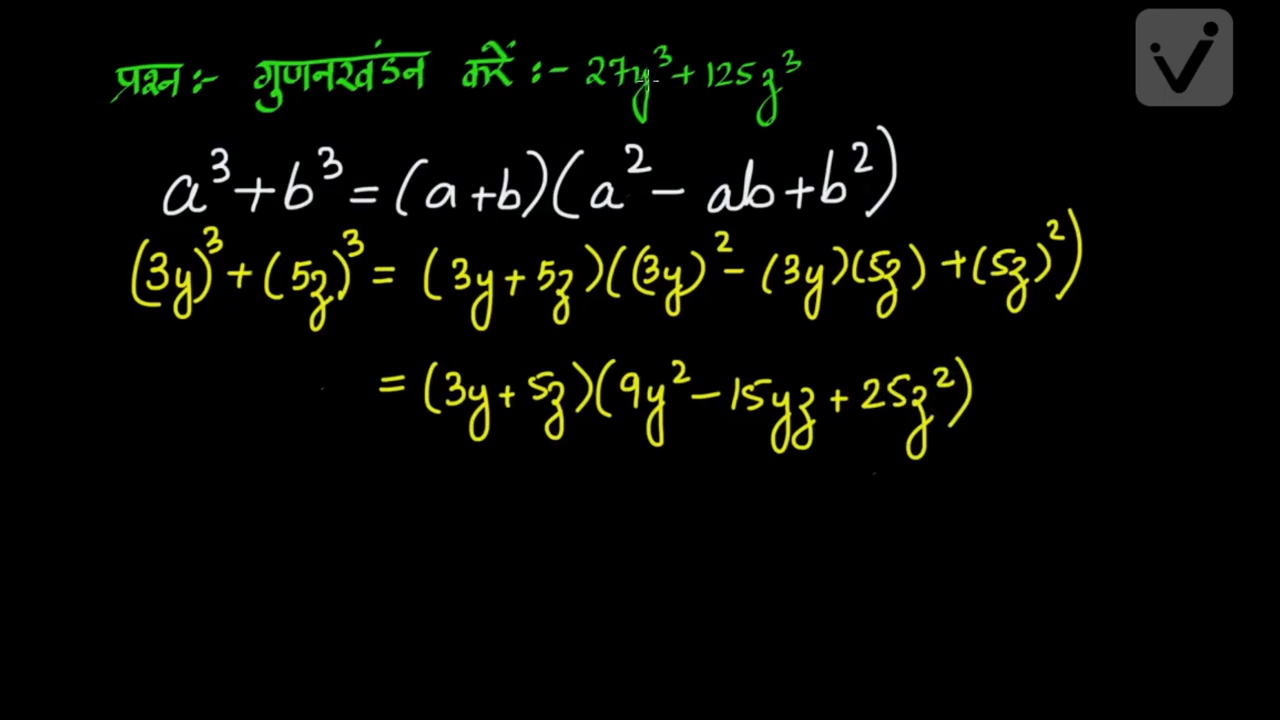 प्रश्न :- गुणनखंडन करें :- 27y³ + 125z³
a³ + b³ = (a + b)(a² - ab + b²)
(3y)³ + (5z)³ = (3y + 5z)((3y)² - (3y)(5z) + (5z)²)
= (3y + 5z)(9y² - 15yz + 25z²)